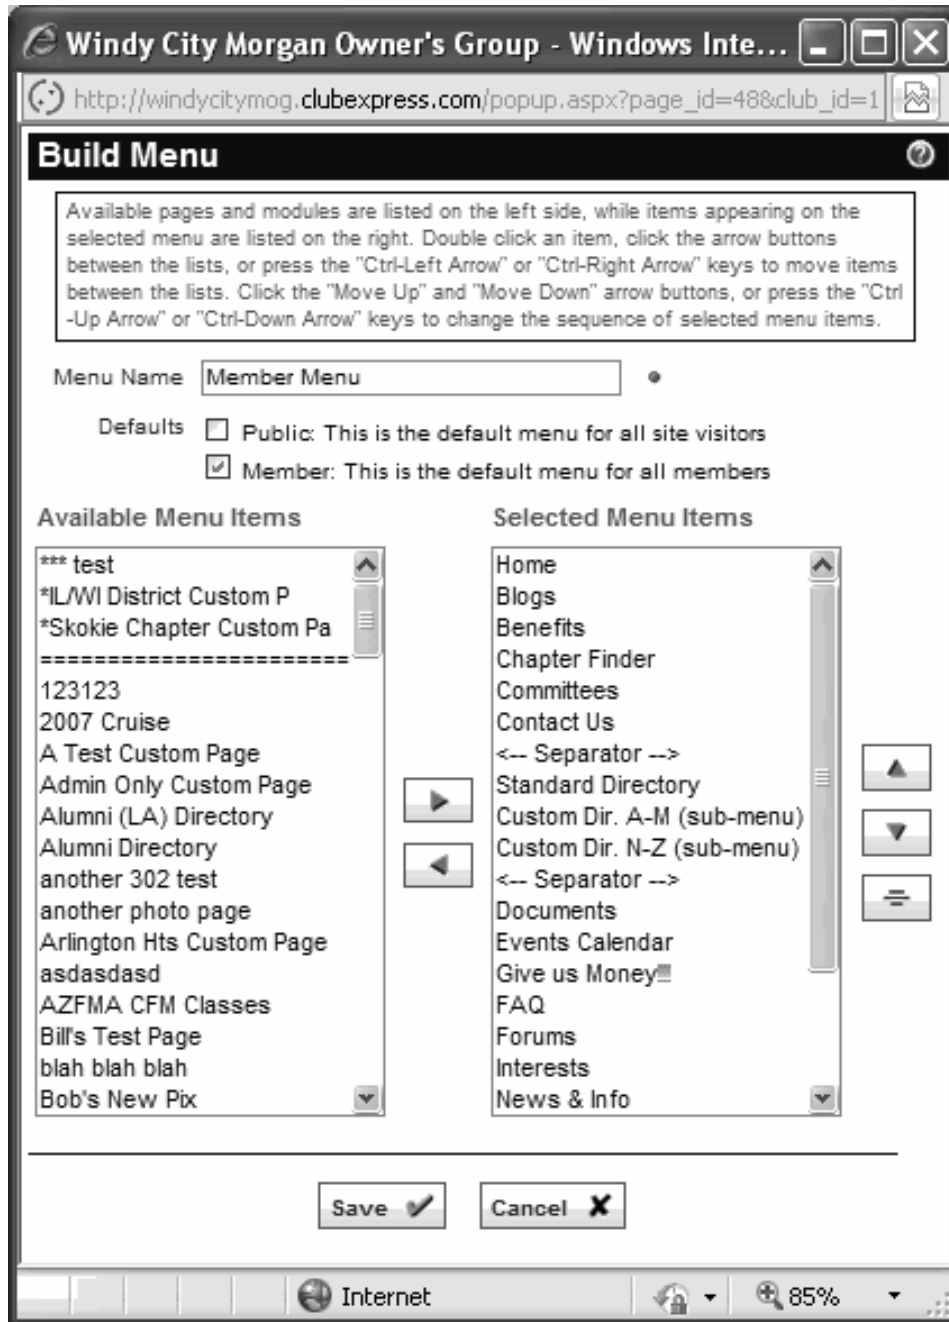 Windy City Morgan Owner's Group - Windows Inte...
http://windycitymog.clubexpress.com/popup.aspx?page_id=48&club_id=1
Build Menu
Available pages and modules are listed on the left side, while items appearing on the
selected menu are listed on the right. Double click an item, click the arrow buttons
between the lists, or press the "Ctrl-Left Arrow" or "Ctrl-Right Arrow" keys to move items
between the lists. Click the "Move Up" and "Move Down" arrow buttons, or press the "Ctrl
-Up Arrow" or "Ctrl-Down Arrow" keys to change the sequence of selected menu items.
Menu Name Member Menu
Defaults Public: This is the default menu for all site visitors
Member: This is the default menu for all members
Available Menu Items
*** test
*IL/WI District Custom P
*Skokie Chapter Custom Pa
=======================
123123
2007 Cruise
A Test Custom Page
Admin Only Custom Page
Alumni (LA) Directory
Alumni Directory
another 302 test
another photo page
Arlington Hts Custom Page
asdasdasd
AZFMA CFM Classes
Bill's Test Page
blah blah blah
Bob's New Pix
Selected Menu Items
Home
Blogs
Benefits
Chapter Finder
Committees
Contact Us
<-- Separator -->
Standard Directory
Custom Dir. A-M (sub-menu)
Custom Dir. N-Z (sub-menu)
<-- Separator -->
Documents
Events Calendar
Give us Money!!!
FAQ
Forums
Interests
News & Info
Save
Cancel
Internet
85%